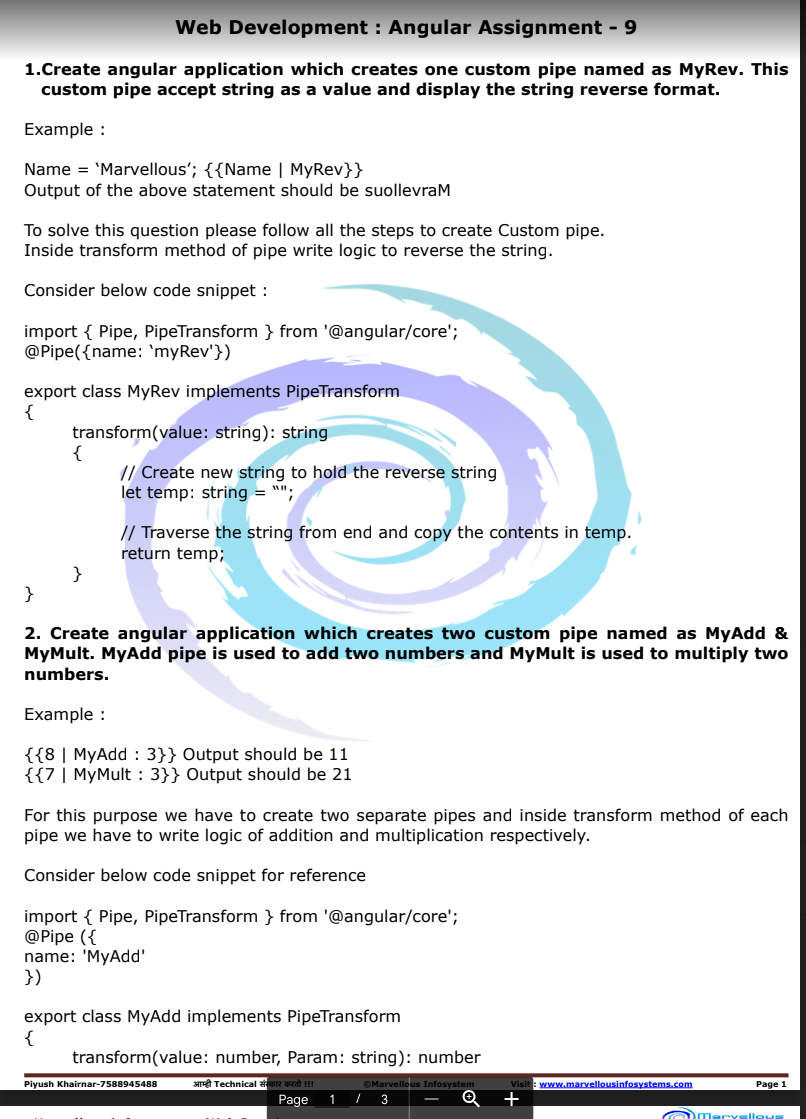 Web Development : Angular Assignment - 9
1.Create angular application which creates one custom pipe named as MyRev. This
custom pipe accept string as a value and display the string reverse format.
Example :
Name = ‘Marvellous’; {{Name | MyRev}}
Output of the above statement should be suollevraM
To solve this question please follow all the steps to create Custom pipe.
Inside transform method of pipe write logic to reverse the string.
Consider below code snippet :
import { Pipe, PipeTransform } from '@angular/core';
@Pipe({name: ‘myRev'})
export class MyRev implements PipeTransform
{
transform(value: string): string
{
// Create new string to hold the reverse string
let temp: string = “";
// Traverse the string from end and copy the contents in temp.
return temp;
}
}
2. Create angular application which creates two custom pipe named as MyAdd &
MyMult. MyAdd pipe is used to add two numbers and MyMult is used to multiply two
numbers.
Example :
{{8 | MyAdd : 3}} Output should be 11
{{7 | MyMult : 3}} Output should be 21
For this purpose we have to create two separate pipes and inside transform method of each
pipe we have to write logic of addition and multiplication respectively.
Consider below code snippet for reference
import { Pipe, PipeTransform } from '@angular/core';
@Pipe ({
name: 'MyAdd'
})
export class MyAdd implements PipeTransform
{
transform(value: number, Param: string): number
Piyush Khairnar-7588945488 आम्ही Technical संस्कार करतो !!! ©Marvellous Infosystem Visit : www.marvellousinfosystems.com Page 1
Page 1 / 3
Marvellous